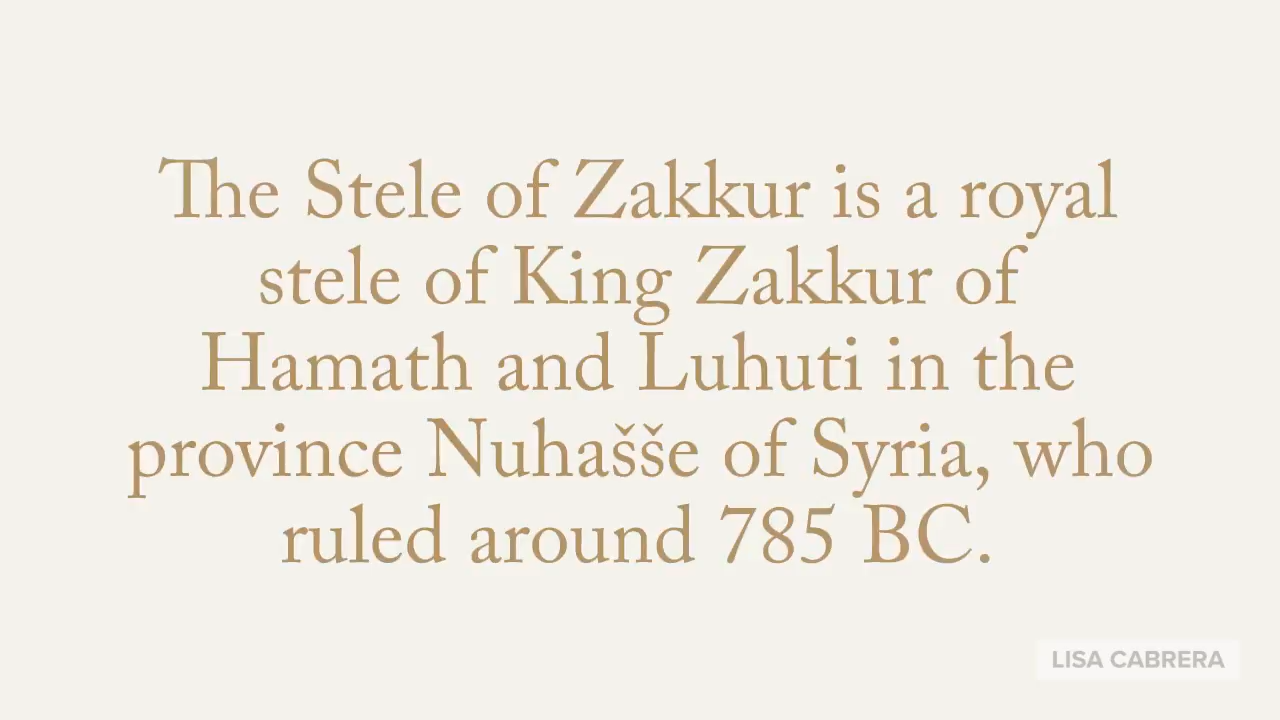 The Stele of Zakkur is a royal
stele of King Zakkur of
Hamath and Luhuti in the
province Nuhašše of Syria, who
ruled around 785 BC.
LISA CABRERA